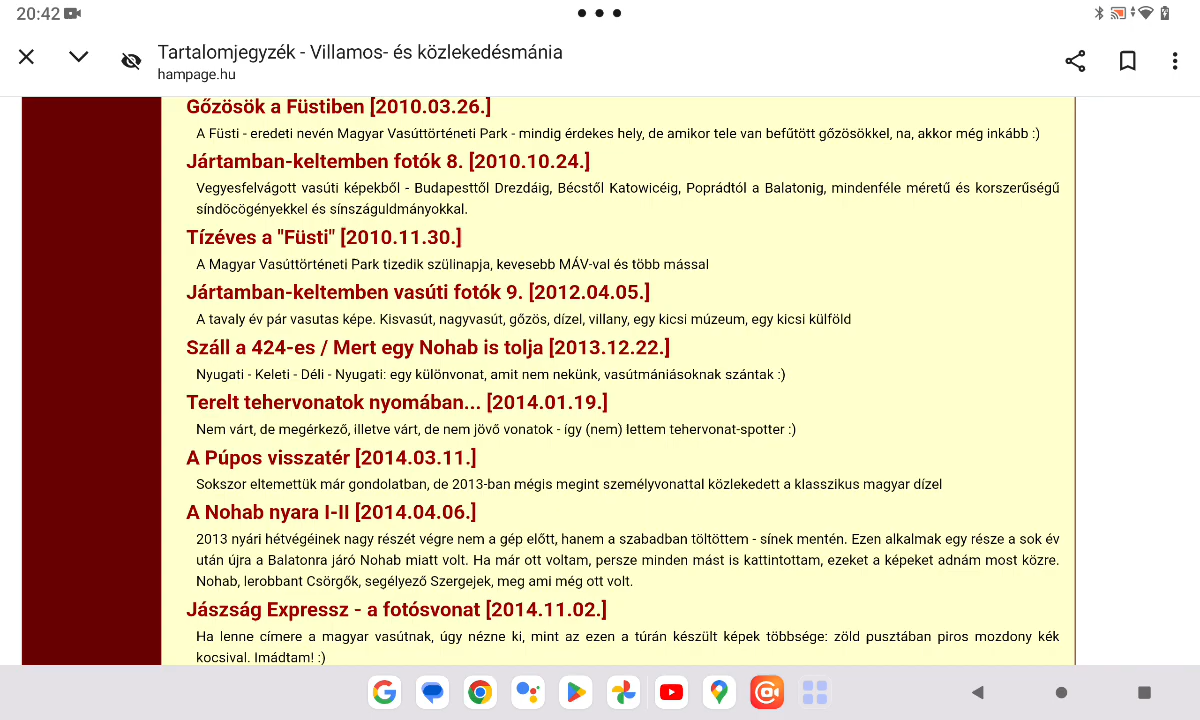 20:42
Tartalomjegyzék - Villamos- és közlekedésmánia
hampage.hu
Gőzösök a Füstiben [2010.03.26.]
A Füsti - eredeti nevén Magyar Vasúttörténeti Park - mindig érdekes hely, de amikor tele van befűtött gőzösökkel, na, akkor még inkább :)
Jártamban-keltemben fotók 8. [2010.10.24.]
Vegyesfelvágott vasúti képekből - Budapesttől Drezdáig, Bécstől Katowicéig, Poprádtól a Balatonig, mindenféle méretű és korszerűségű
síndöcögényekkel és sínszáguldmányokkal.
Tízéves a "Füsti" [2010.11.30.]
A Magyar Vasúttörténeti Park tizedik szülinapja, kevesebb MÁV-val és több mással
Jártamban-keltemben vasúti fotók 9. [2012.04.05.]
A tavaly év pár vasutas képe. Kisvasút, nagyvasút, gőzös, dízel, villany, egy kicsi múzeum, egy kicsi külföld
Száll a 424-es / Mert egy Nohab is tolja [2013.12.22.]
Nyugati - Keleti - Déli - Nyugati: egy különvonat, amit nem nekünk, vasútmániásoknak szántak :)
Terelt tehervonatok nyomában... [2014.01.19.]
Nem várt, de megérkező, illetve várt, de nem jövő vonatok - így (nem) lettem tehervonat-spotter :)
A Púpos visszatér [2014.03.11.]
Sokszor eltemettük már gondolatban, de 2013-ban mégis megint személyvonattal közlekedett a klasszikus magyar dízel
A Nohab nyara I-II [2014.04.06.]
2013 nyári hétvégéinek nagy részét végre nem a gép előtt, hanem a szabadban töltöttem - sínek mentén. Ezen alkalmak egy része a sok év
után újra a Balatonra járó Nohab miatt volt. Ha már ott voltam, persze minden mást is kattintottam, ezeket a képeket adnám most közre.
Nohab, lerobbant Csörgők, segélyező Szergejek, meg ami még ott volt.
Jászság Expressz - a fotósvonat [2014.11.02.]
Ha lenne címere a magyar vasútnak, úgy nézne ki, mint az ezen a túrán készült képek többsége: zöld pusztában piros mozdony kék
kocsival. Imádtam! :)